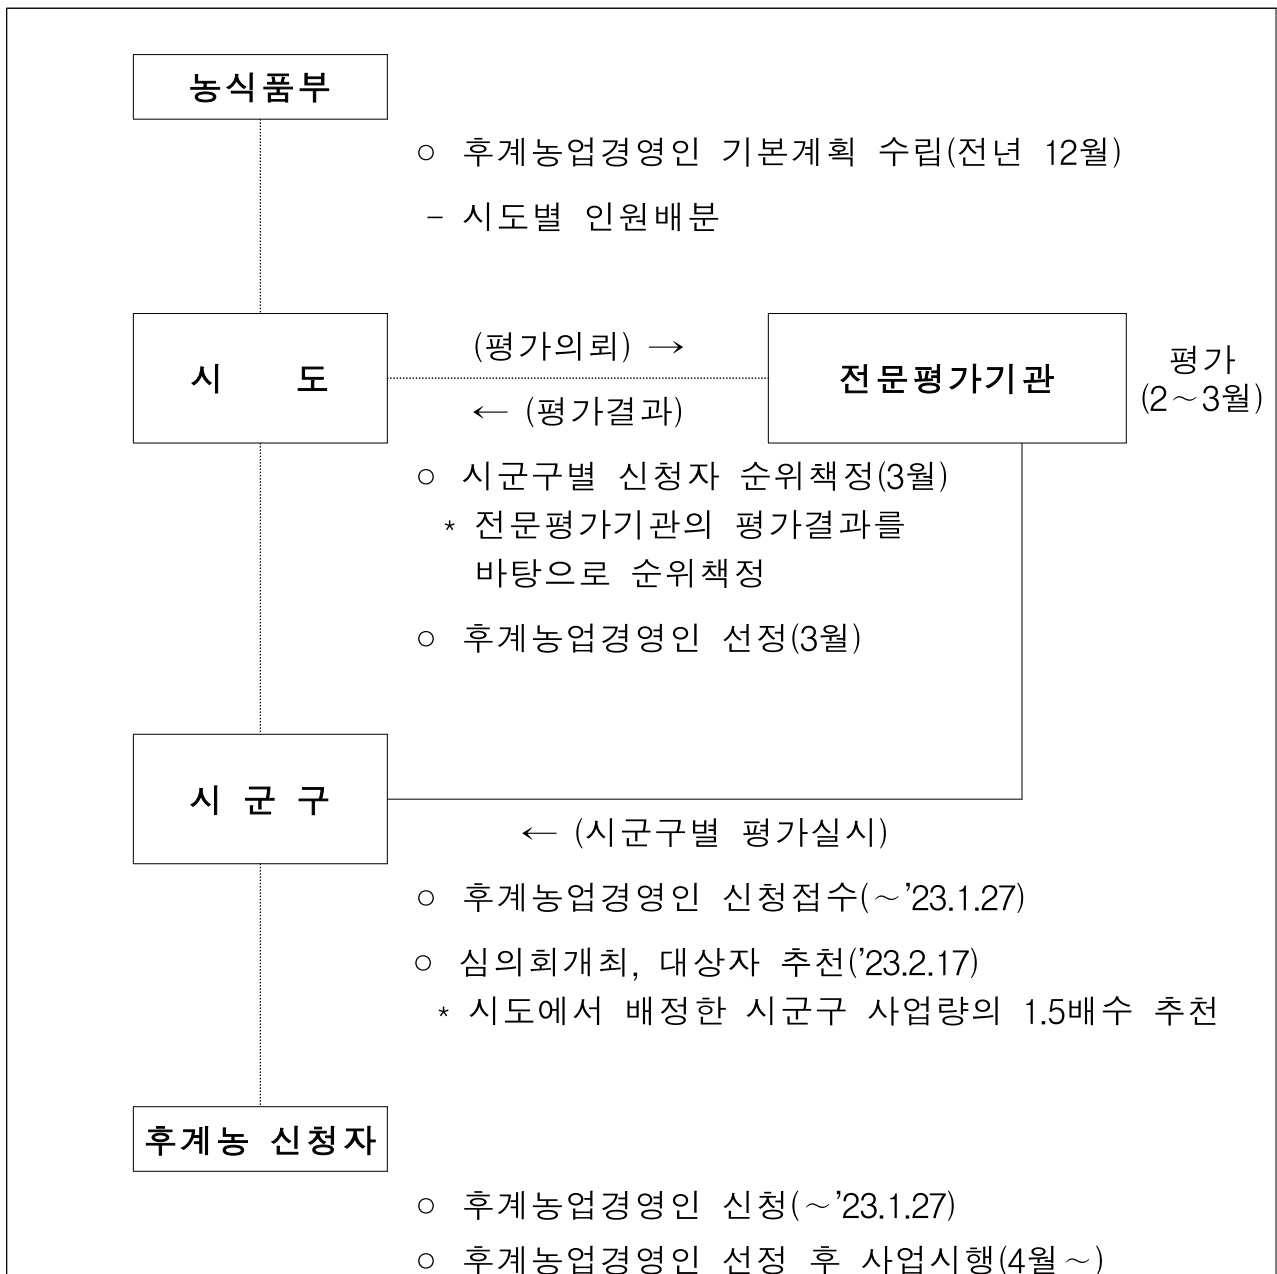 농식품부
○ 후계농업경영인 기본계획 수립(전년 12월)
- 시도별 인원배분
시 도
(평가의뢰) →
← (평가결과)
전문평가기관
평가
(2～3월)
○ 시군구별 신청자 순위책정(3월)
* 전문평가기관의 평가결과를
바탕으로 순위책정
○ 후계농업경영인 선정(3월)
시 군 구
← (시군구별 평가실시)
○ 후계농업경영인 신청접수(～’23.1.27)
○ 심의회개최, 대상자 추천(’23.2.17)
* 시도에서 배정한 시군구 사업량의 1.5배수 추천
후계농 신청자
○ 후계농업경영인 신청(～’23.1.27)
○ 후계농업경영인 선정 후 사업시행(4월～)